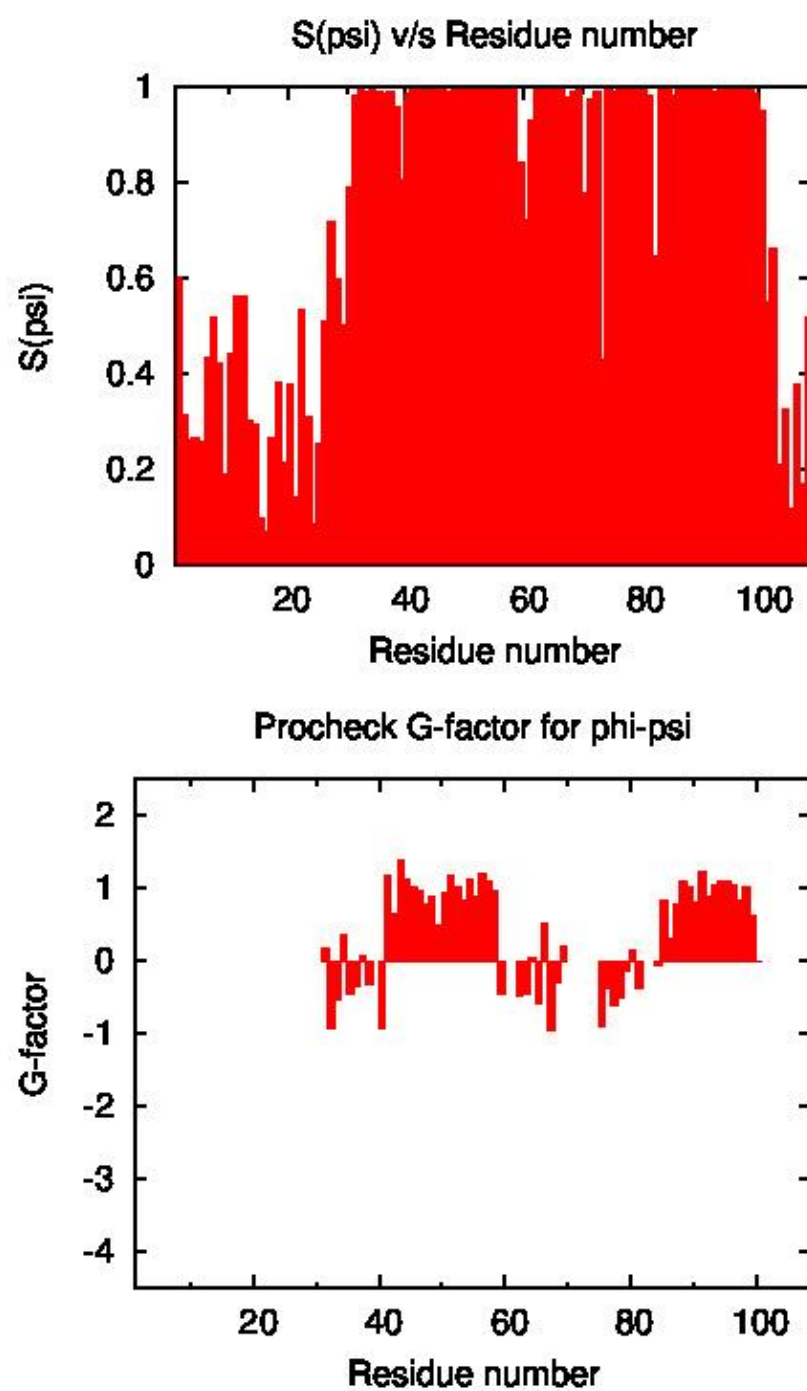 S(psi) v/s Residue number
1
0.8
0.6
0.4
0.2
0
S(psi)
20 40 60 80 100
Residue number
Procheck G-factor for phi-psi
2
1
0
-1
-2
-3
-4
G-factor
20 40 60 80 100
Residue number